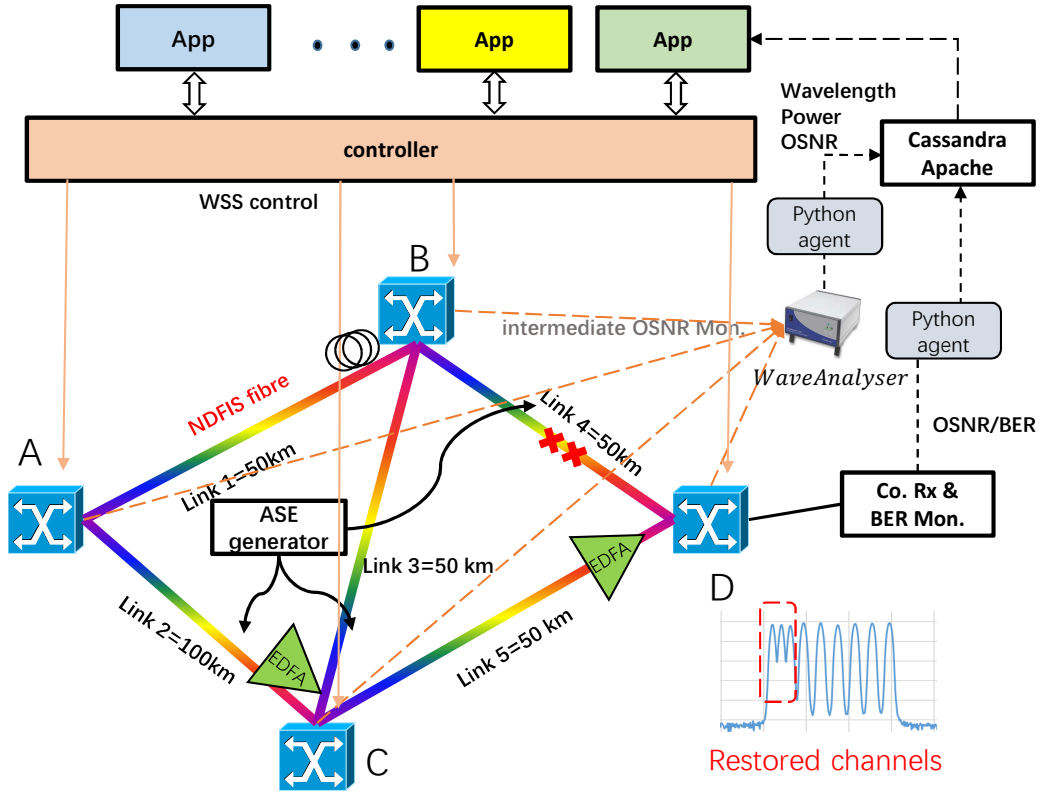 App
App
App
controller
WSS control
Wavelength
Power
OSNR
Cassandra
Apache
Python
agent
Python
agent
B
intermediate OSNR Mon.
WaveAnalyser
NDFIS fibre
Link 1=50km
Link 4=50km
OSNR/BER
A
ASE
generator
Link 3=50 km
Co. Rx &
BER Mon.
EDFA
D
Link 2=100km
EDFA
Link 5=50 km
C
Restored channels